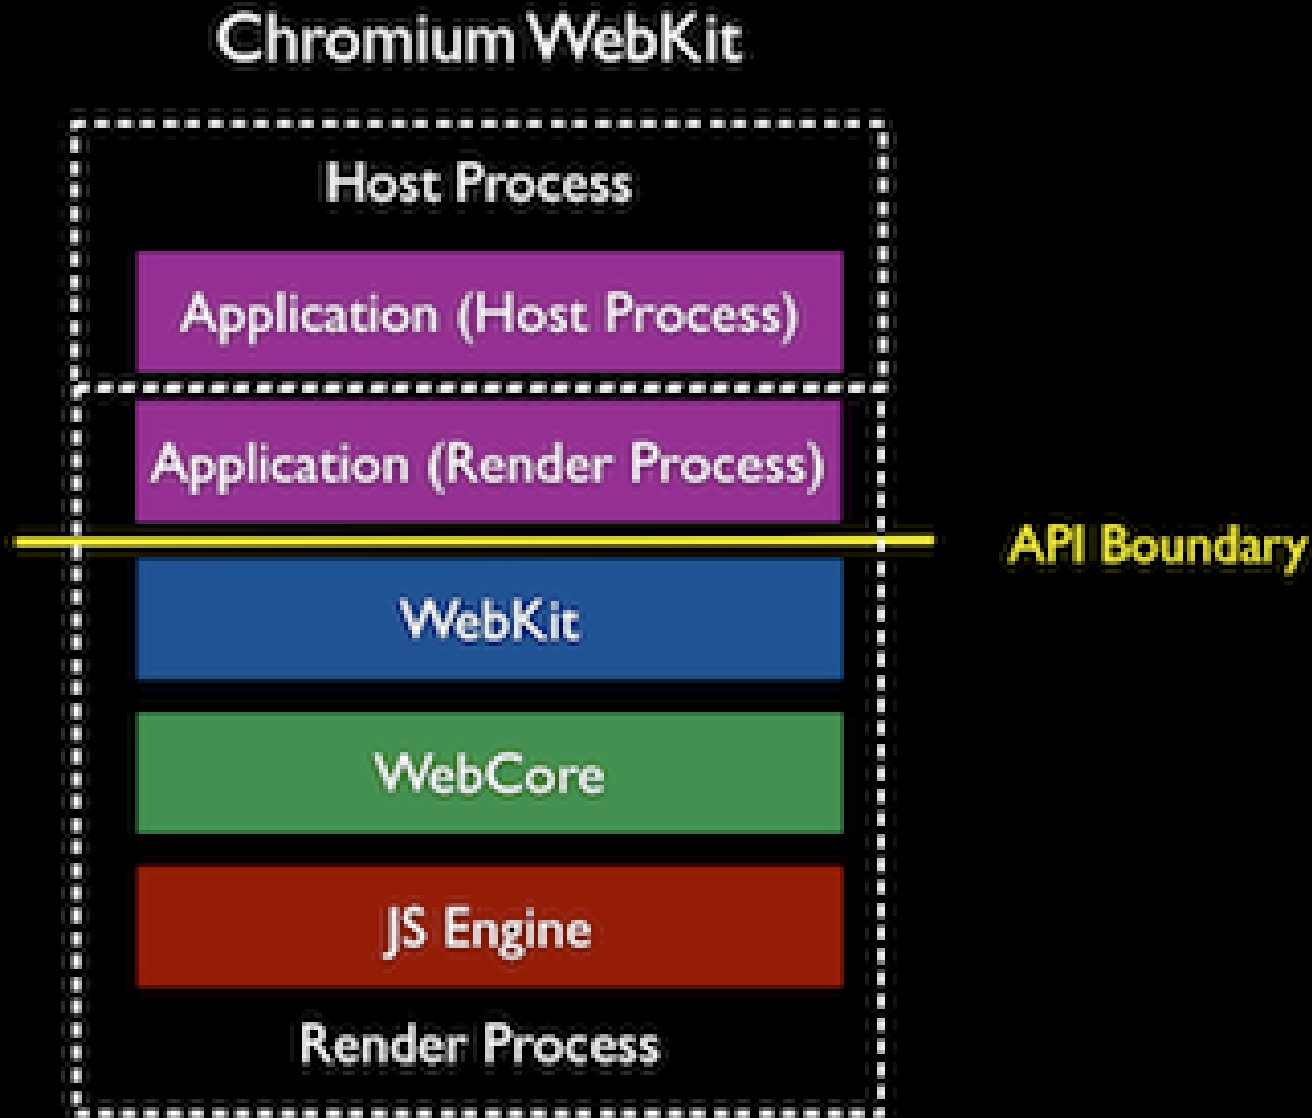 Chromium WebKit
Host Process
Application (Host Process)
Application (Render Process)
API Boundary
WebKit
WebCore
JS Engine
Render Process